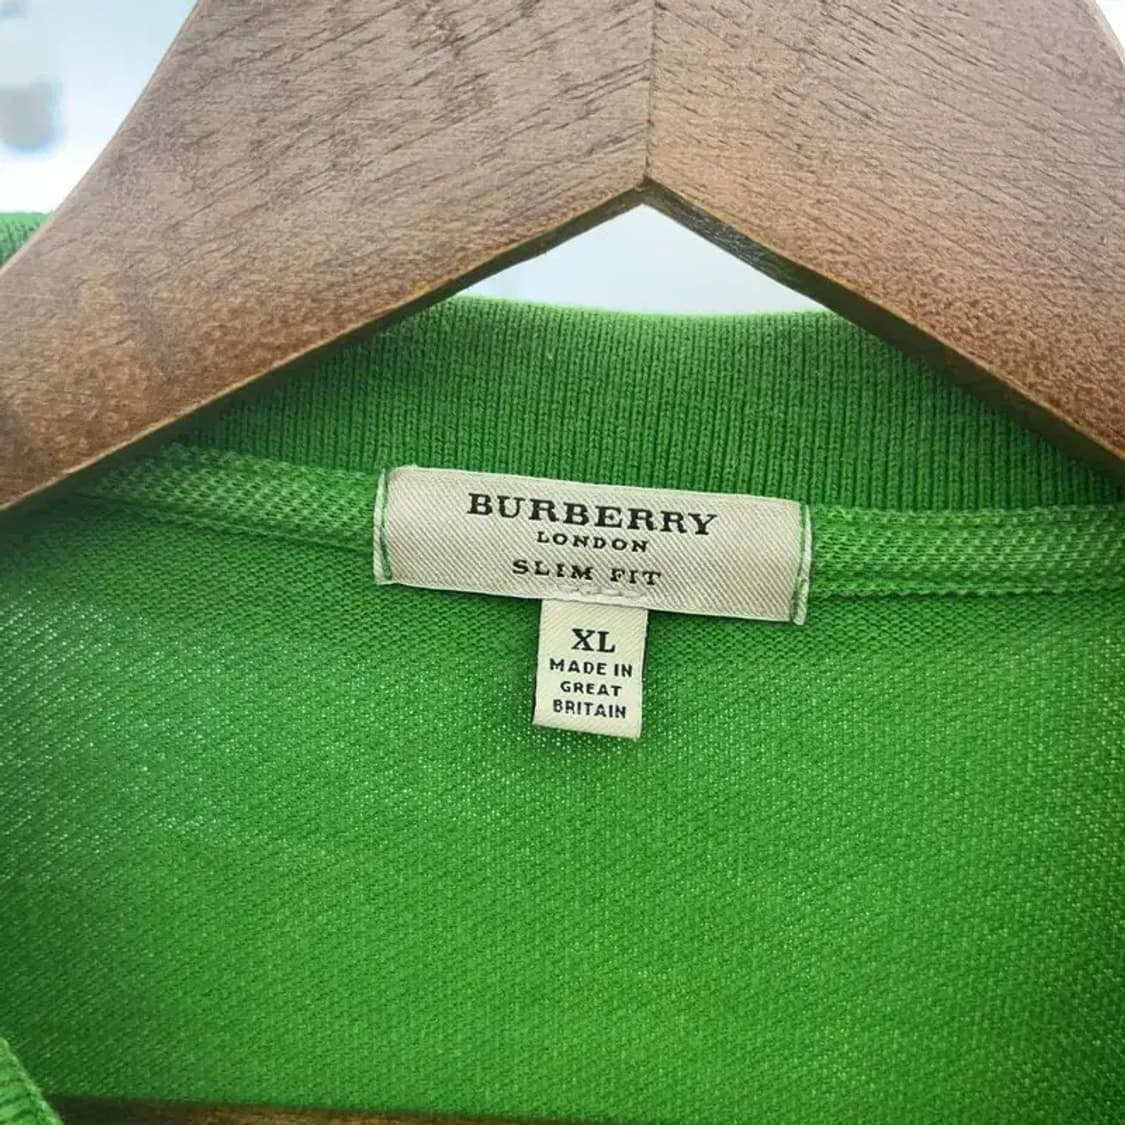 BURBERRY
LONDON
SLIM FIT
XL
MADE IN
GREAT
BRITAIN